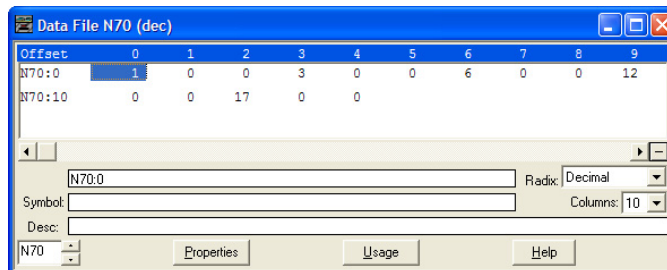 Data File N70 (dec)
Offset 0 1 2 3 4 5 6 7 8 9
N70:0 1 0 0 3 0 0 6 0 0 12
N70:10 0 0 17 0 0
N70:0 Radix: Decimal
Symbol: Columns: 10
Desc:
N70 Properties Usage Help